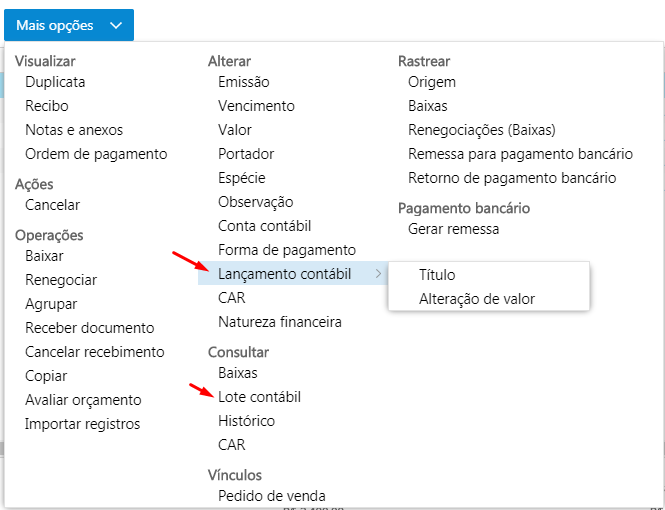 Mais opções
Visualizar
Duplicata
Recibo
Notas e anexos
Ordem de pagamento
Ações
Cancelar
Operações
Baixar
Renegociar
Agrupar
Receber documento
Cancelar recebimento
Copiar
Avaliar orçamento
Importar registros
Alterar
Emissão
Vencimento
Valor
Portador
Espécie
Observação
Conta contábil
Forma de pagamento
Lançamento contábil
CAR
Natureza financeira
Consultar
Baixas
Lote contábil
Histórico
CAR
Vínculos
Pedido de venda
Rastrear
Origem
Baixas
Renegociações (Baixas)
Remessa para pagamento bancário
Retorno de pagamento bancário
Pagamento bancário
Gerar remessa
Título
Alteração de valor